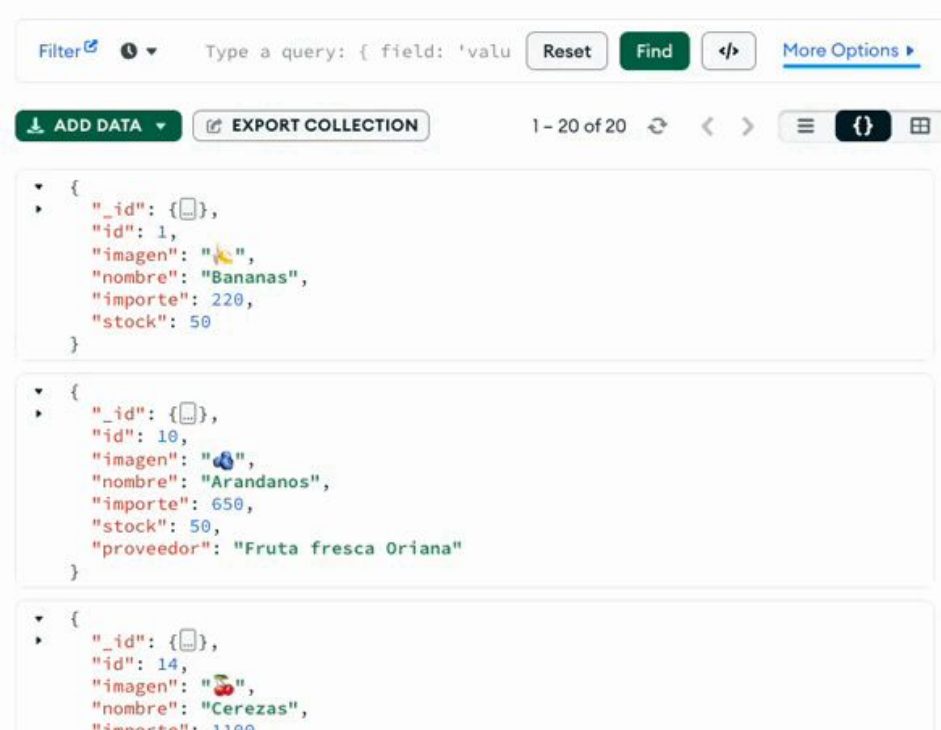 Filter Type a query: { field: 'valu Reset Find </> More Options
ADD DATA EXPORT COLLECTION 1 – 20 of 20 {}
{
"_id": {…},
"id": 1,
"imagen": "🍌",
"nombre": "Bananas",
"importe": 220,
"stock": 50
}
{
"_id": {…},
"id": 10,
"imagen": "🫐",
"nombre": "Arandanos",
"importe": 650,
"stock": 50,
"proveedor": "Fruta fresca Oriana"
}
{
"_id": {…},
"id": 14,
"imagen": "🍒",
"nombre": "Cerezas",
"importe": 1100